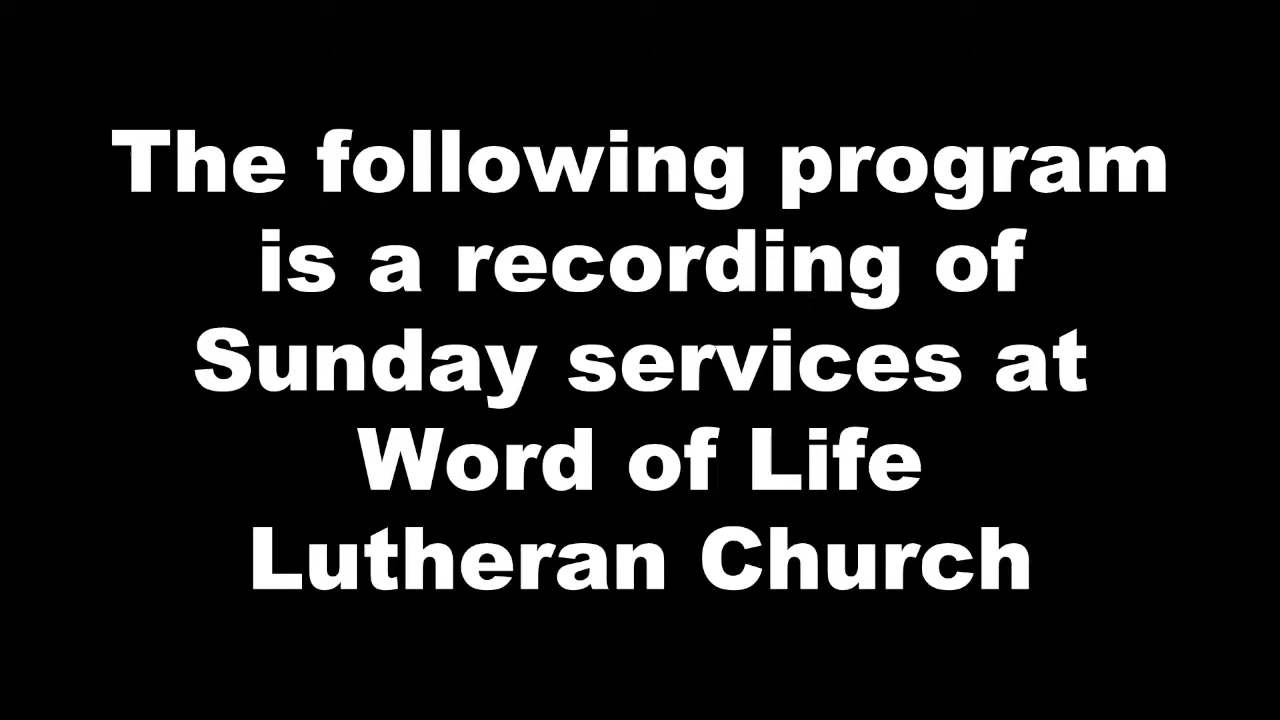 The following program
is a recording of
Sunday services at
Word of Life
Lutheran Church